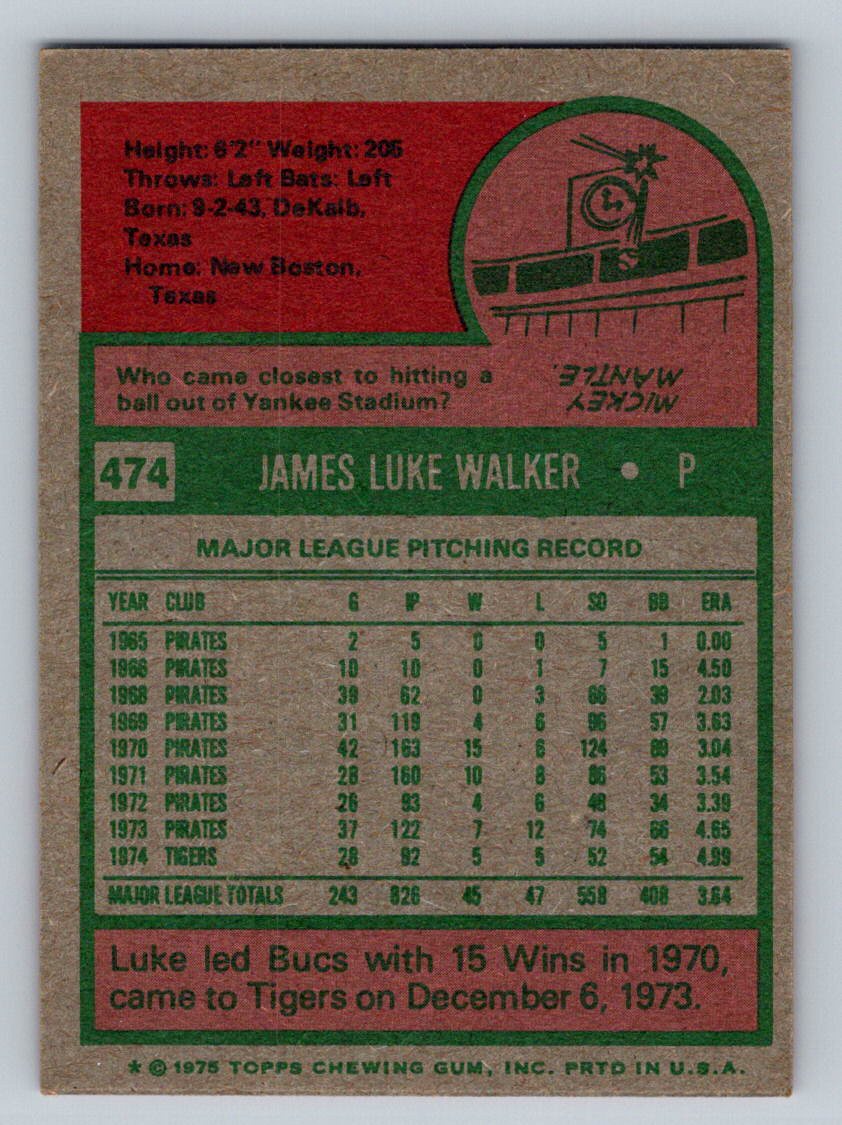 Height: 6'2" Weight: 205
Throws: Left Bats: Left
Born: 9-2-43, DeKalb,
Texas
Home: New Boston,
Texas
Who came closest to hitting a
ball out of Yankee Stadium?
MICKEY
MANTLE.
474 JAMES LUKE WALKER • P
MAJOR LEAGUE PITCHING RECORD
YEAR CLUB G IP W L SO BB ERA
1965 PIRATES 2 5 0 0 5 1 0.00
1966 PIRATES 10 10 0 1 7 15 4.50
1968 PIRATES 39 62 0 3 66 39 2.03
1969 PIRATES 31 119 4 6 96 57 3.63
1970 PIRATES 42 163 15 6 124 89 3.04
1971 PIRATES 28 160 10 8 86 53 3.54
1972 PIRATES 26 93 4 6 48 34 3.39
1973 PIRATES 37 122 7 12 74 66 4.65
1974 TIGERS 28 92 5 5 52 54 4.99
MAJOR LEAGUE TOTALS 243 826 45 47 558 408 3.64
Luke led Bucs with 15 Wins in 1970,
came to Tigers on December 6, 1973.
* © 1975 TOPPS CHEWING GUM, INC. PRTD IN U.S.A.